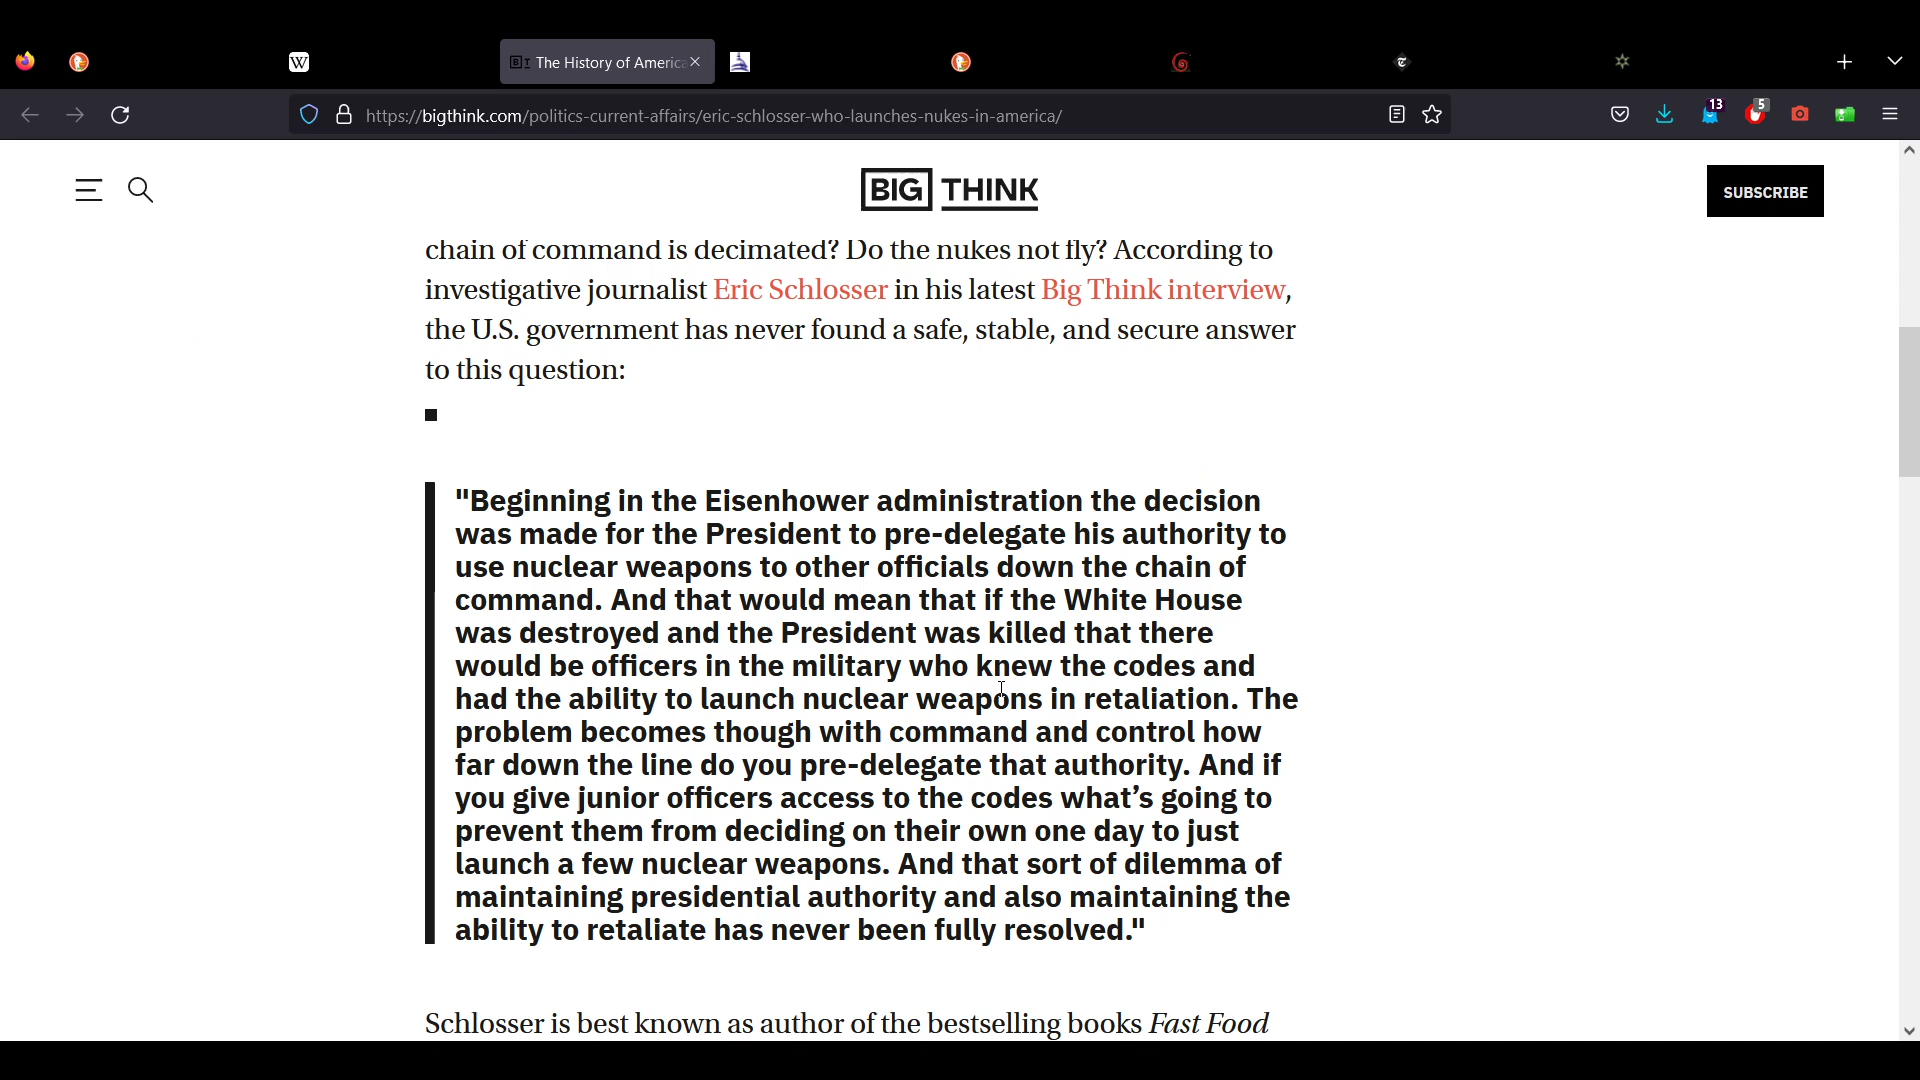 The History of America
https://bigthink.com/politics-current-affairs/eric-schlosser-who-launches-nukes-in-america/
13
5
BIG THINK
SUBSCRIBE
chain of command is decimated? Do the nukes not fly? According to
investigative journalist Eric Schlosser in his latest Big Think interview,
the U.S. government has never found a safe, stable, and secure answer
to this question:
"Beginning in the Eisenhower administration the decision
was made for the President to pre-delegate his authority to
use nuclear weapons to other officials down the chain of
command. And that would mean that if the White House
was destroyed and the President was killed that there
would be officers in the military who knew the codes and
had the ability to launch nuclear weapons in retaliation. The
problem becomes though with command and control how
far down the line do you pre-delegate that authority. And if
you give junior officers access to the codes what’s going to
prevent them from deciding on their own one day to just
launch a few nuclear weapons. And that sort of dilemma of
maintaining presidential authority and also maintaining the
ability to retaliate has never been fully resolved."
Schlosser is best known as author of the bestselling books Fast Food